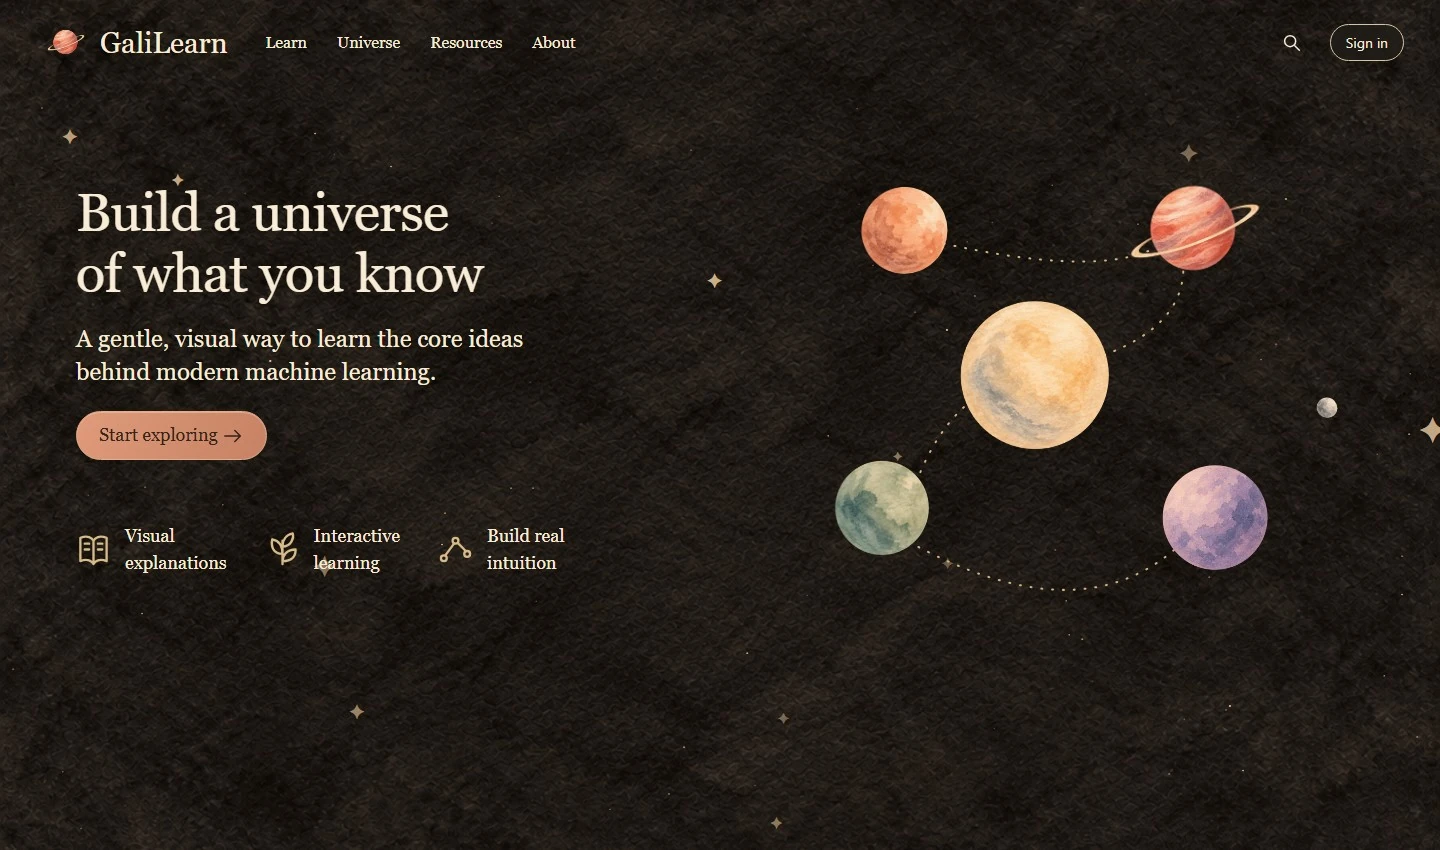 GaliLearn
Learn
Universe
Resources
About
Sign in
Build a universe
of what you know
A gentle, visual way to learn the core ideas
behind modern machine learning.
Start exploring →
Visual
explanations
Interactive
learning
Build real
intuition